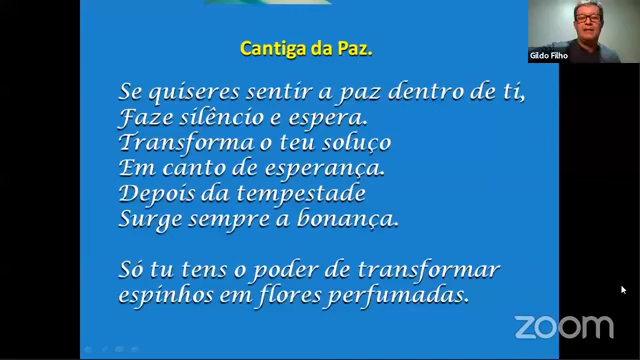 Cantiga da Paz.
Gildo Filho
Se quiseres sentir a paz dentro de ti,
Faze silêncio e espera.
Transforma o teu soluço
Em canto de esperança.
Depois da tempestade
Surge sempre a bonança.
Só tu tens o poder de transformar
espinhos em flores perfumadas.
zoom